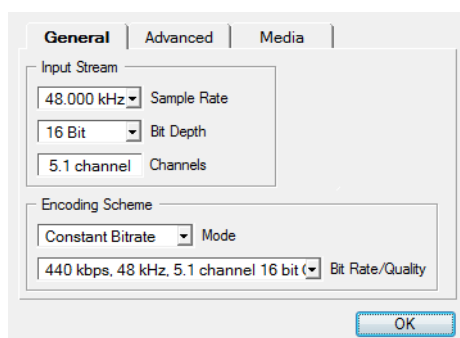 General Advanced Media
Input Stream
48.000 kHz Sample Rate
16 Bit Bit Depth
5.1 channel Channels
Encoding Scheme
Constant Bitrate Mode
440 kbps, 48 kHz, 5.1 channel 16 bit ( Bit Rate/Quality
OK